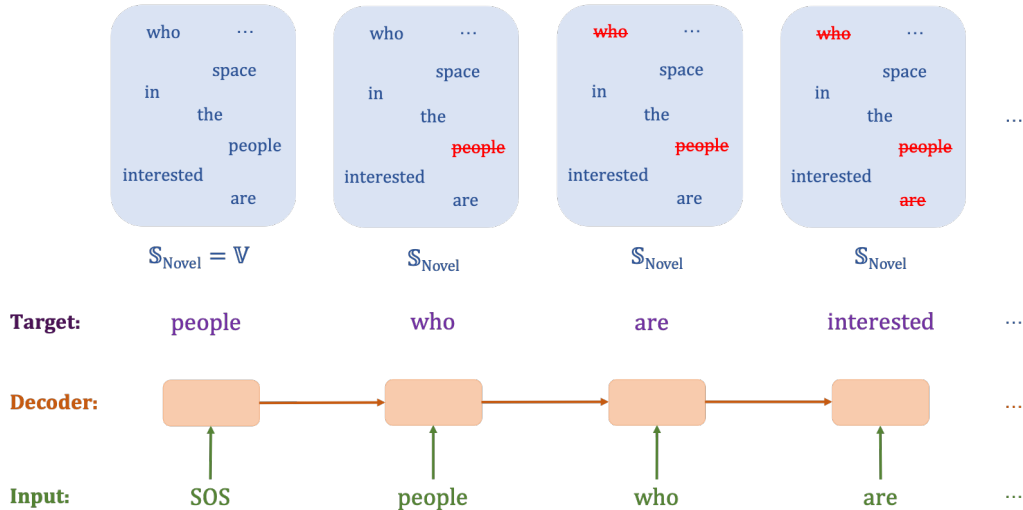 who ... who ... who ... who ...
space space space space
in in in in
the the the the ...
people people people people
interested interested interested interested
are are are are
𝕊Novel = 𝕍 𝕊Novel 𝕊Novel 𝕊Novel
Target: people who are interested ...
Decoder: ...
Input: SOS people who are ...